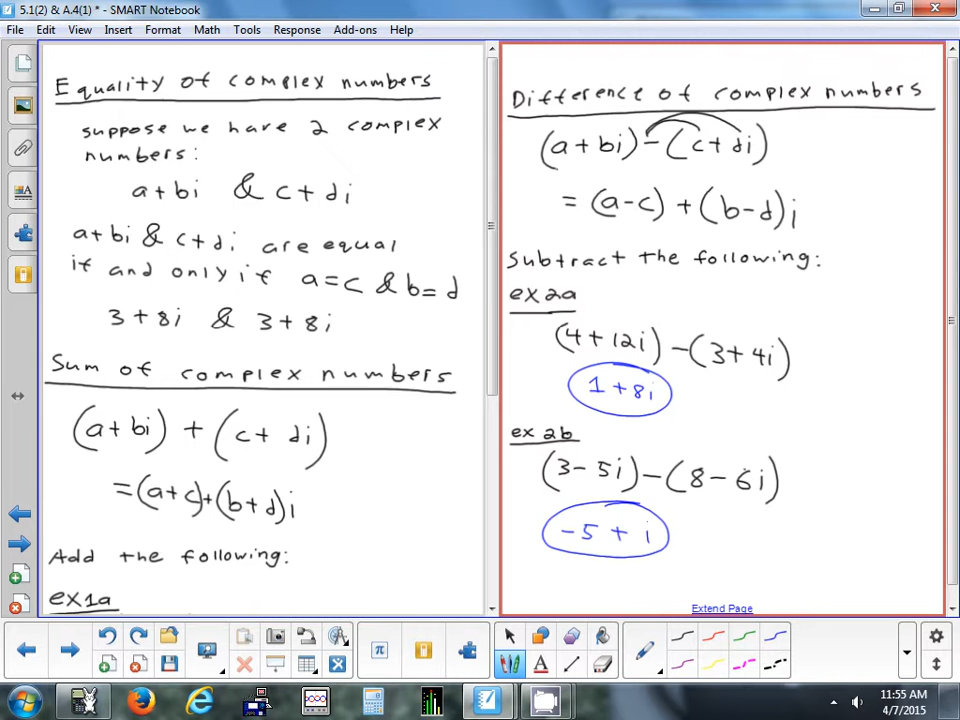 5.1(2) & A.4(1) * - SMART Notebook
File Edit View Insert Format Math Tools Response Add-ons Help
Equality of complex numbers
suppose we have 2 complex
numbers:
a+bi & c+di
a+bi & c+di are equal
if and only if a=c & b=d
3+8i & 3+8i
Sum of complex numbers
(a+bi) + (c+di)
=(a+c)+(b+d)i
Add the following:
ex1a
Difference of complex numbers
(a+bi)-(c+di)
= (a-c) + (b-d)i
Subtract the following:
ex2a
(4+12i) - (3+4i)
1+8i
ex 2b
(3-5i)-(8-6i)
-5+i
Extend Page
11:55 AM
4/7/2015